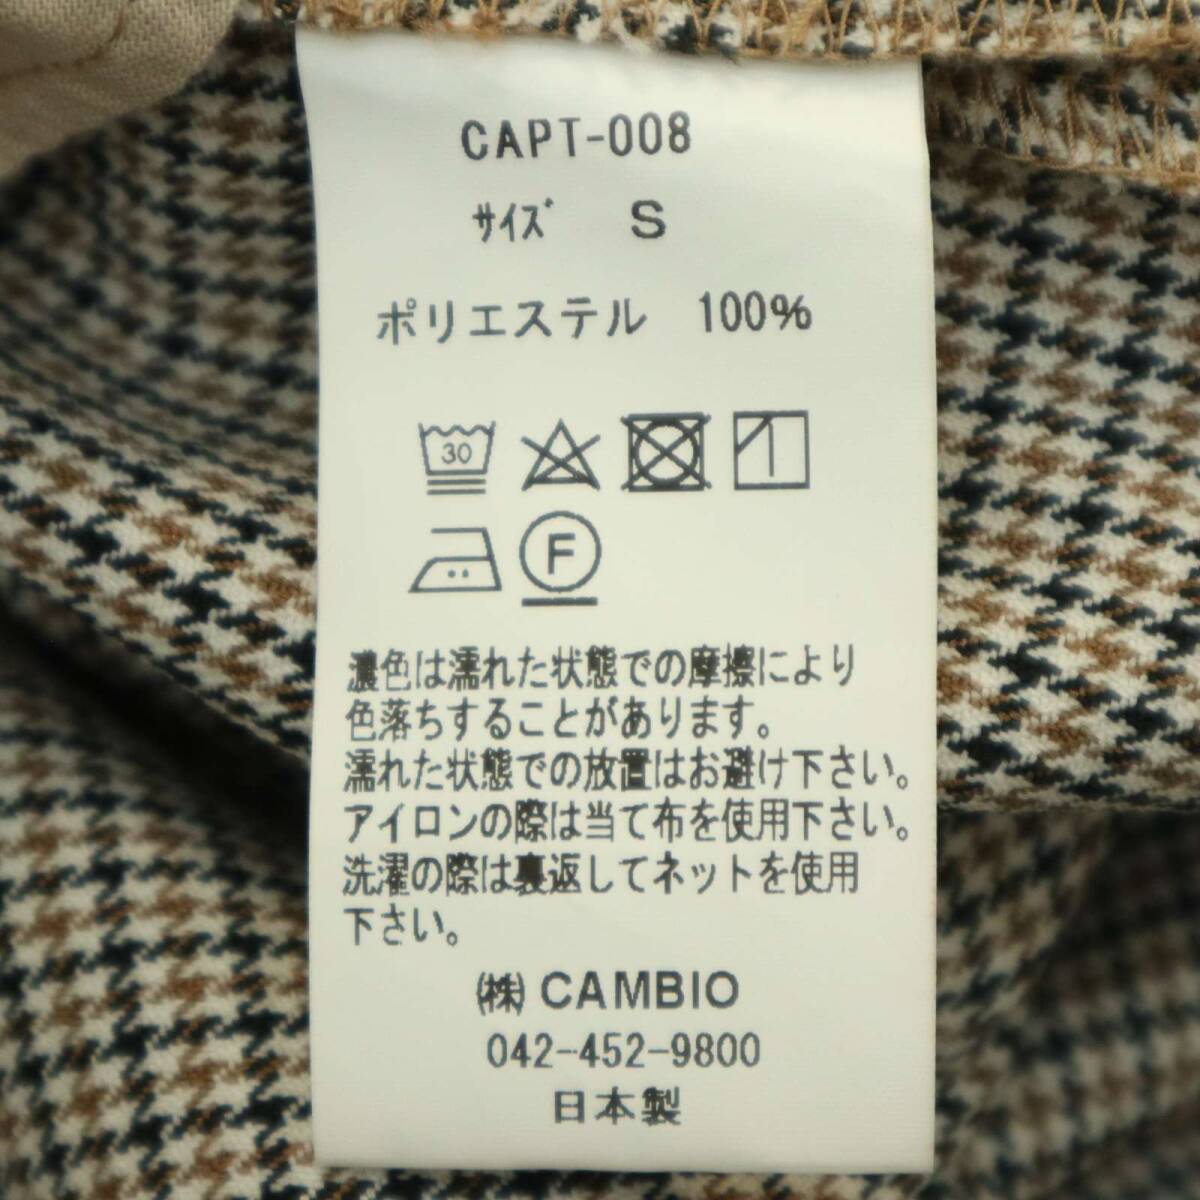 CAPT-008
サイズ S
ポリエステル 100%
30
F
濃色は濡れた状態での摩擦により
色落ちすることがあります。
濡れた状態での放置はお避け下さい。
アイロンの際は当て布を使用下さい。
洗濯の際は裏返してネットを使用
下さい。
(株) CAMBIO
042-452-9800
日本製